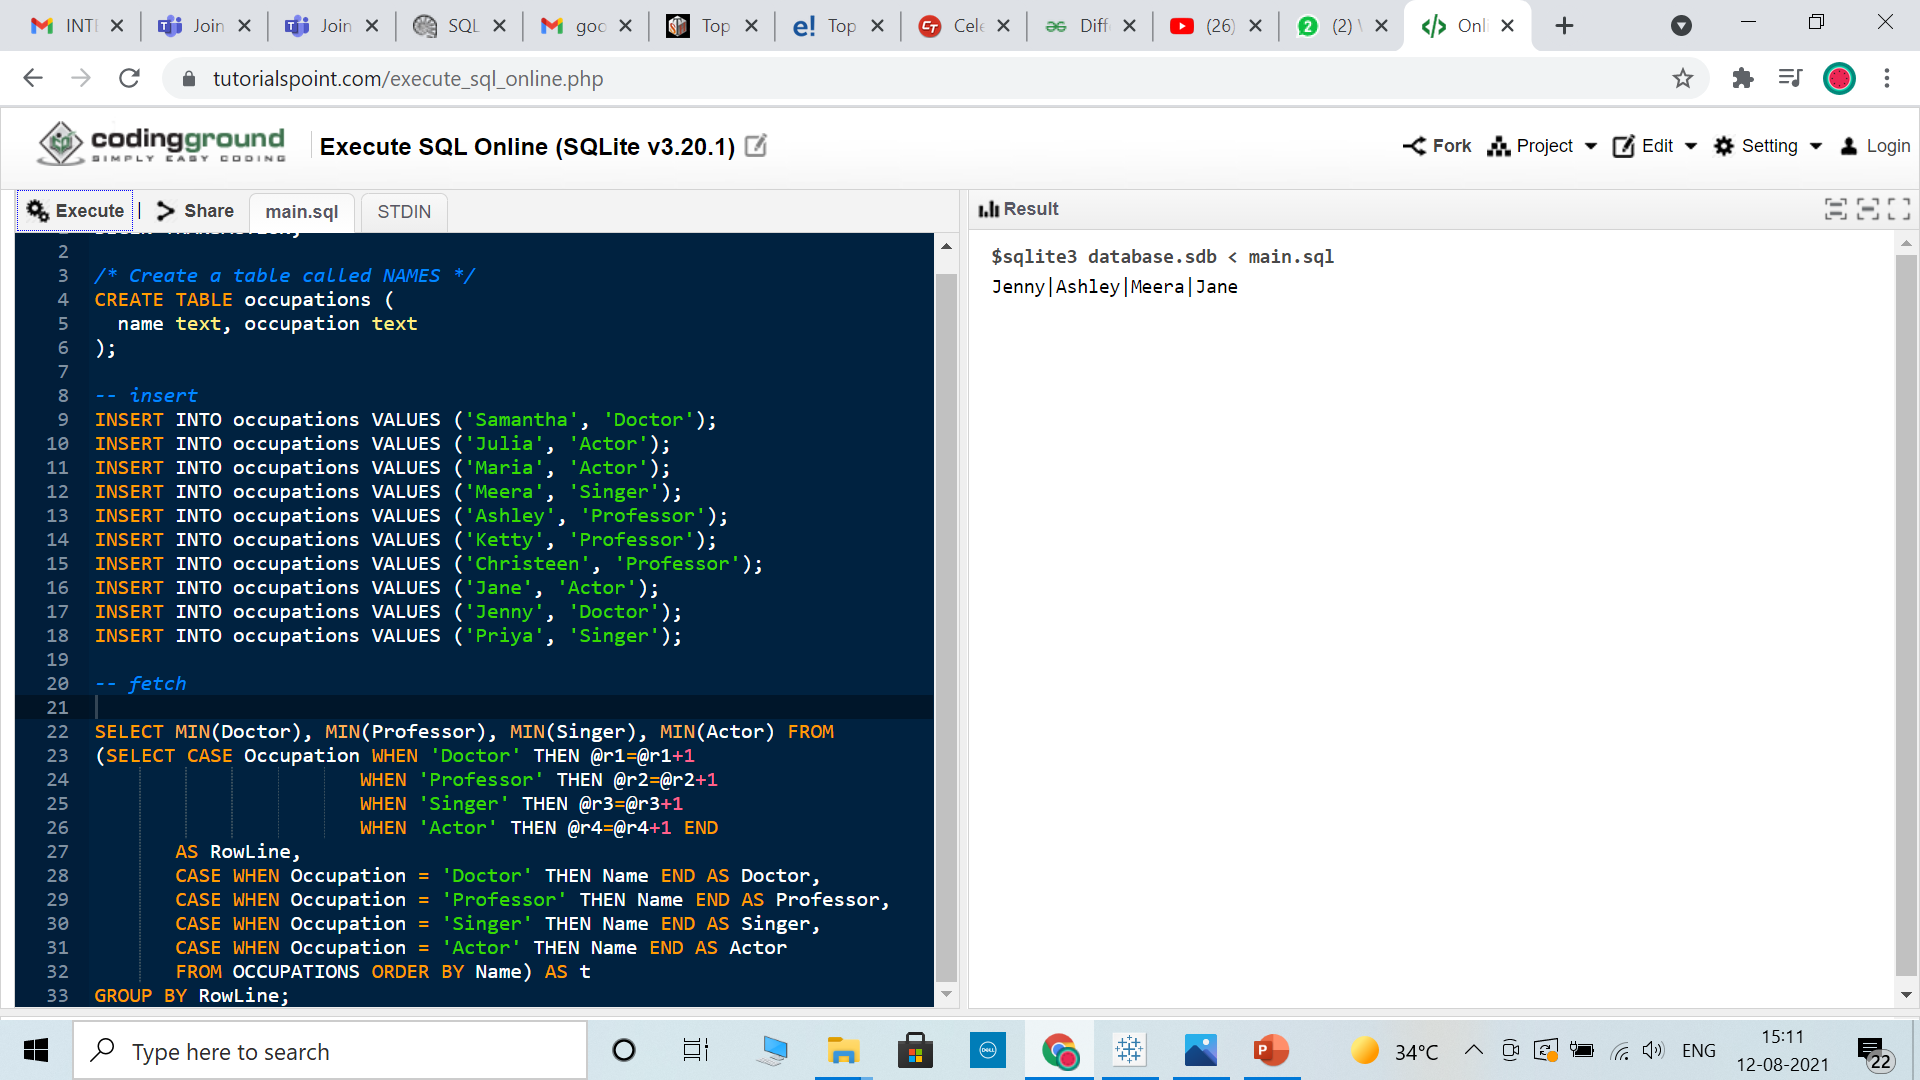 INTE Join Join SQL goo Top Top Cele Diff (26) (2) Onli
tutorialspoint.com/execute_sql_online.php
codingground
SIMPLY EASY CODING
Execute SQL Online (SQLite v3.20.1)
Fork Project Edit Setting Login
Execute | Share main.sql STDIN
Result
2
3 /* Create a table called NAMES */
4 CREATE TABLE occupations (
5 name text, occupation text
6 );
7
8 -- insert
9 INSERT INTO occupations VALUES ('Samantha', 'Doctor');
10 INSERT INTO occupations VALUES ('Julia', 'Actor');
11 INSERT INTO occupations VALUES ('Maria', 'Actor');
12 INSERT INTO occupations VALUES ('Meera', 'Singer');
13 INSERT INTO occupations VALUES ('Ashley', 'Professor');
14 INSERT INTO occupations VALUES ('Ketty', 'Professor');
15 INSERT INTO occupations VALUES ('Christeen', 'Professor');
16 INSERT INTO occupations VALUES ('Jane', 'Actor');
17 INSERT INTO occupations VALUES ('Jenny', 'Doctor');
18 INSERT INTO occupations VALUES ('Priya', 'Singer');
19
20 -- fetch
21
22 SELECT MIN(Doctor), MIN(Professor), MIN(Singer), MIN(Actor) FROM
23 (SELECT CASE Occupation WHEN 'Doctor' THEN @r1=@r1+1
24 WHEN 'Professor' THEN @r2=@r2+1
25 WHEN 'Singer' THEN @r3=@r3+1
26 WHEN 'Actor' THEN @r4=@r4+1 END
27 AS RowLine,
28 CASE WHEN Occupation = 'Doctor' THEN Name END AS Doctor,
29 CASE WHEN Occupation = 'Professor' THEN Name END AS Professor,
30 CASE WHEN Occupation = 'Singer' THEN Name END AS Singer,
31 CASE WHEN Occupation = 'Actor' THEN Name END AS Actor
32 FROM OCCUPATIONS ORDER BY Name) AS t
33 GROUP BY RowLine;
$sqlite3 database.sdb < main.sql
Jenny|Ashley|Meera|Jane
Type here to search
34°C ENG
15:11
12-08-2021
22